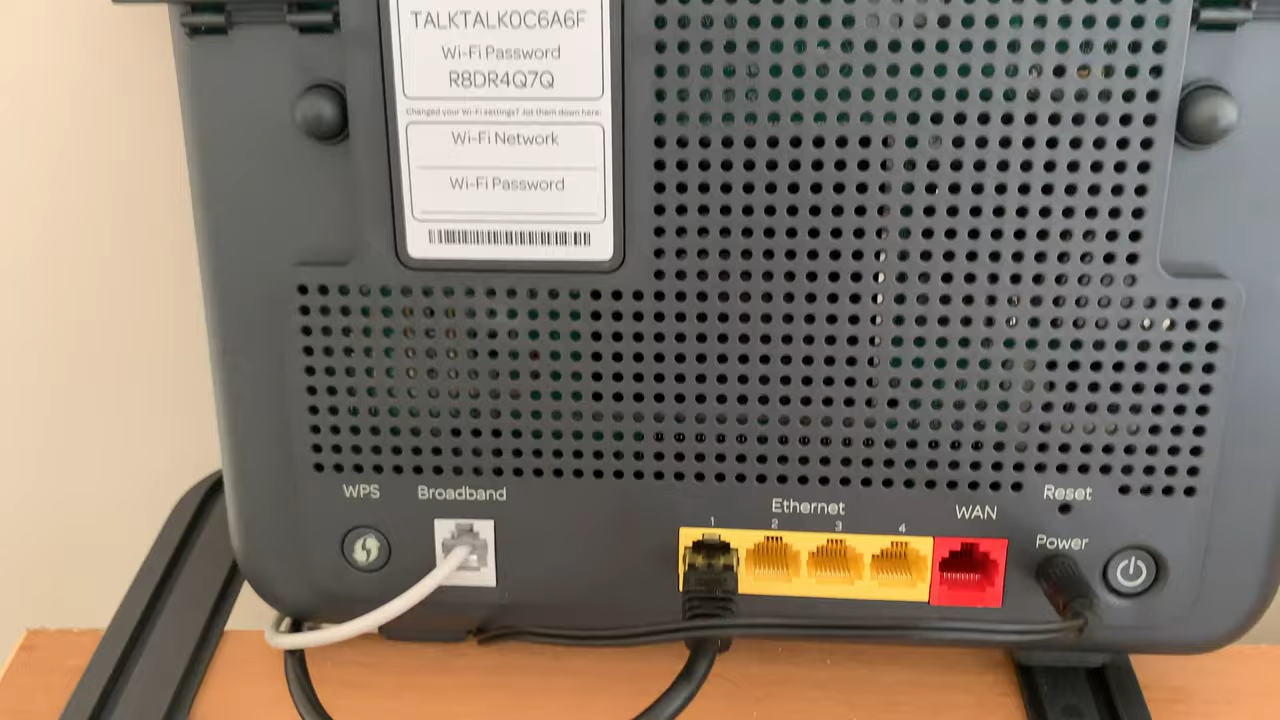 TALKTALK0C6A6F
Wi-Fi Password
R8DR4Q7Q
Changed your Wi-Fi settings? Jot them down here:
Wi-Fi Network
Wi-Fi Password
WPS
Broadband
Ethernet
1 2 3 4
WAN
Reset
Power